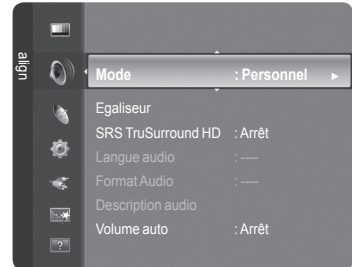 align
Mode : Personnel ►
Egaliseur
SRS TruSurround HD : Arrêt
Langue audio : ----
Format Audio : ----
Description audio
Volume auto : Arrêt
?